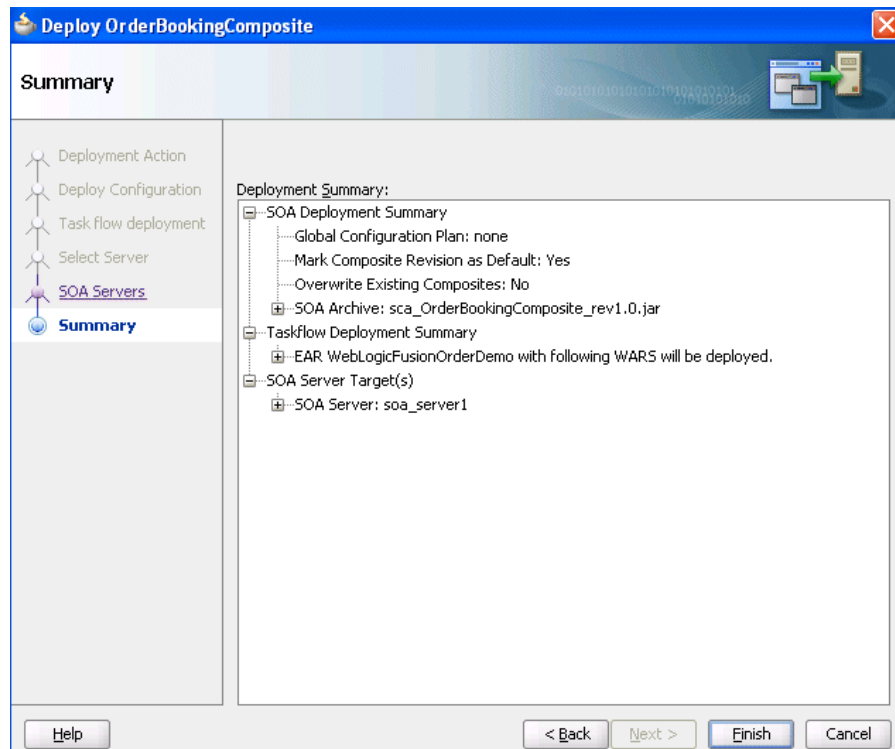 Deploy OrderBookingComposite
Summary
Deployment Action
Deploy Configuration
Task flow deployment
Select Server
SOA Servers
Summary
Deployment Summary:
SOA Deployment Summary
Global Configuration Plan: none
Mark Composite Revision as Default: Yes
Overwrite Existing Composites: No
SOA Archive: sca_OrderBookingComposite_rev1.0.jar
Taskflow Deployment Summary
EAR WebLogicFusionOrderDemo with following WARS will be deployed.
SOA Server Target(s)
SOA Server: soa_server1
Help
< Back
Next >
Finish
Cancel